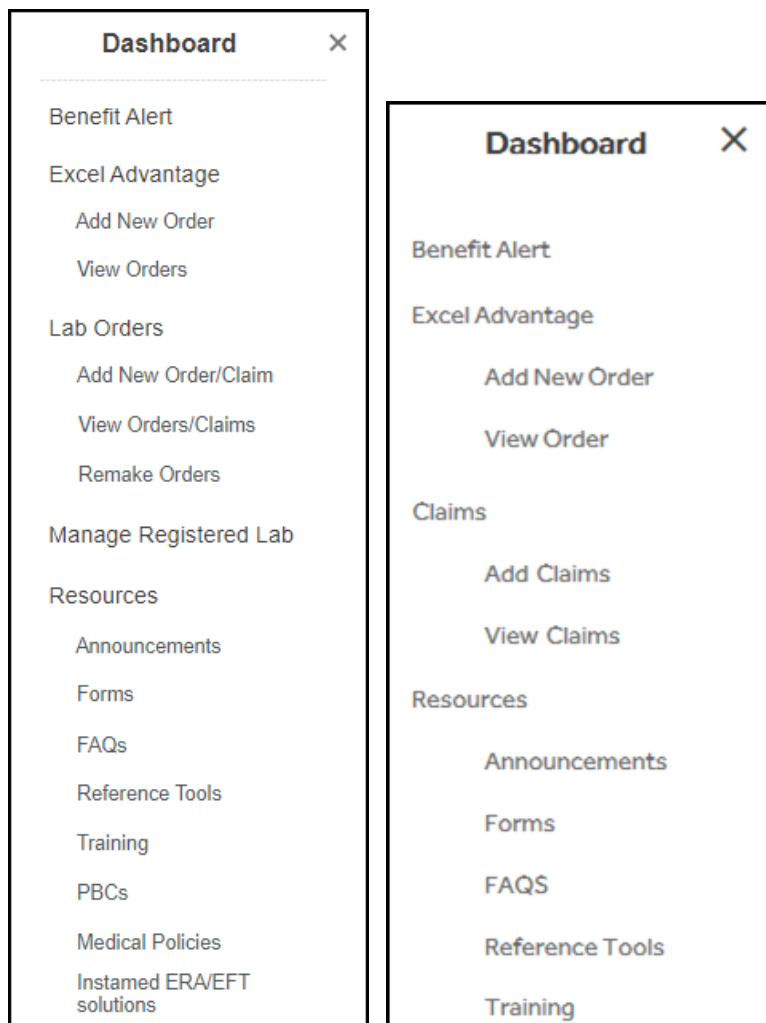 Dashboard ×
Benefit Alert
Excel Advantage
Add New Order
View Orders
Lab Orders
Add New Order/Claim
View Orders/Claims
Remake Orders
Manage Registered Lab
Resources
Announcements
Forms
FAQs
Reference Tools
Training
PBCs
Medical Policies
Instamed ERA/EFT
solutions
Dashboard ×
Benefit Alert
Excel Advantage
Add New Order
View Order
Claims
Add Claims
View Claims
Resources
Announcements
Forms
FAQS
Reference Tools
Training